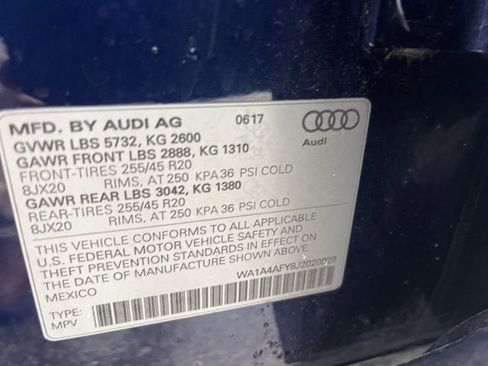 MFD. BY AUDI AG 0617
GVWR LBS 5732, KG 2600
GAWR FRONT LBS 2888, KG 1310
FRONT-TIRES 255/45 R20
8JX20 RIMS, AT 250 KPA 36 PSI COLD
GAWR REAR LBS 3042, KG 1380
REAR-TIRES 255/45 R20
8JX20 RIMS, AT 250 KPA 36 PSI COLD
Audi
THIS VEHICLE CONFORMS TO ALL APPLICABLE
U.S. FEDERAL MOTOR VEHICLE SAFETY AND
THEFT PREVENTION STANDARDS IN EFFECT ON
THE DATE OF MANUFACTURE SHOWN ABOVE.
MEXICO
WA1A4AFY8J2020828
TYPE:
MPV